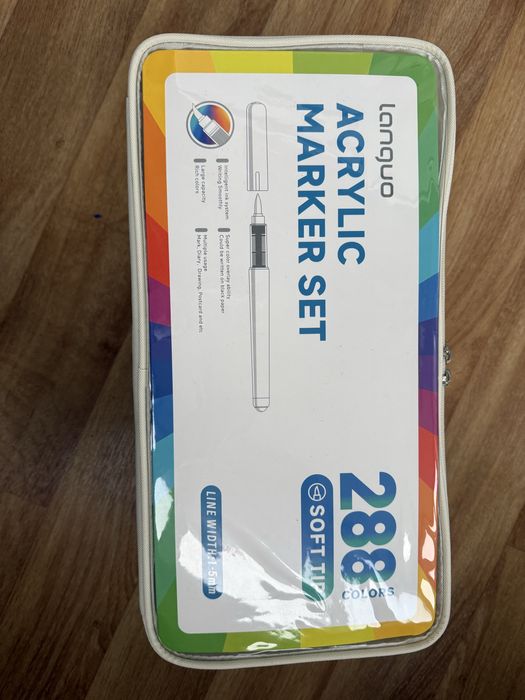 languo
ACRYLIC
MARKER SET
Intelligent ink system
Writing Smoothly
Large capacity
Rich colors
Super color overlay ability
Could be written on black paper
Multiple usage
Mark, Diary, Drawing, Postcard and etc
288
COLORS
A SOFT TIP
LINE WIDTH:1-5mm